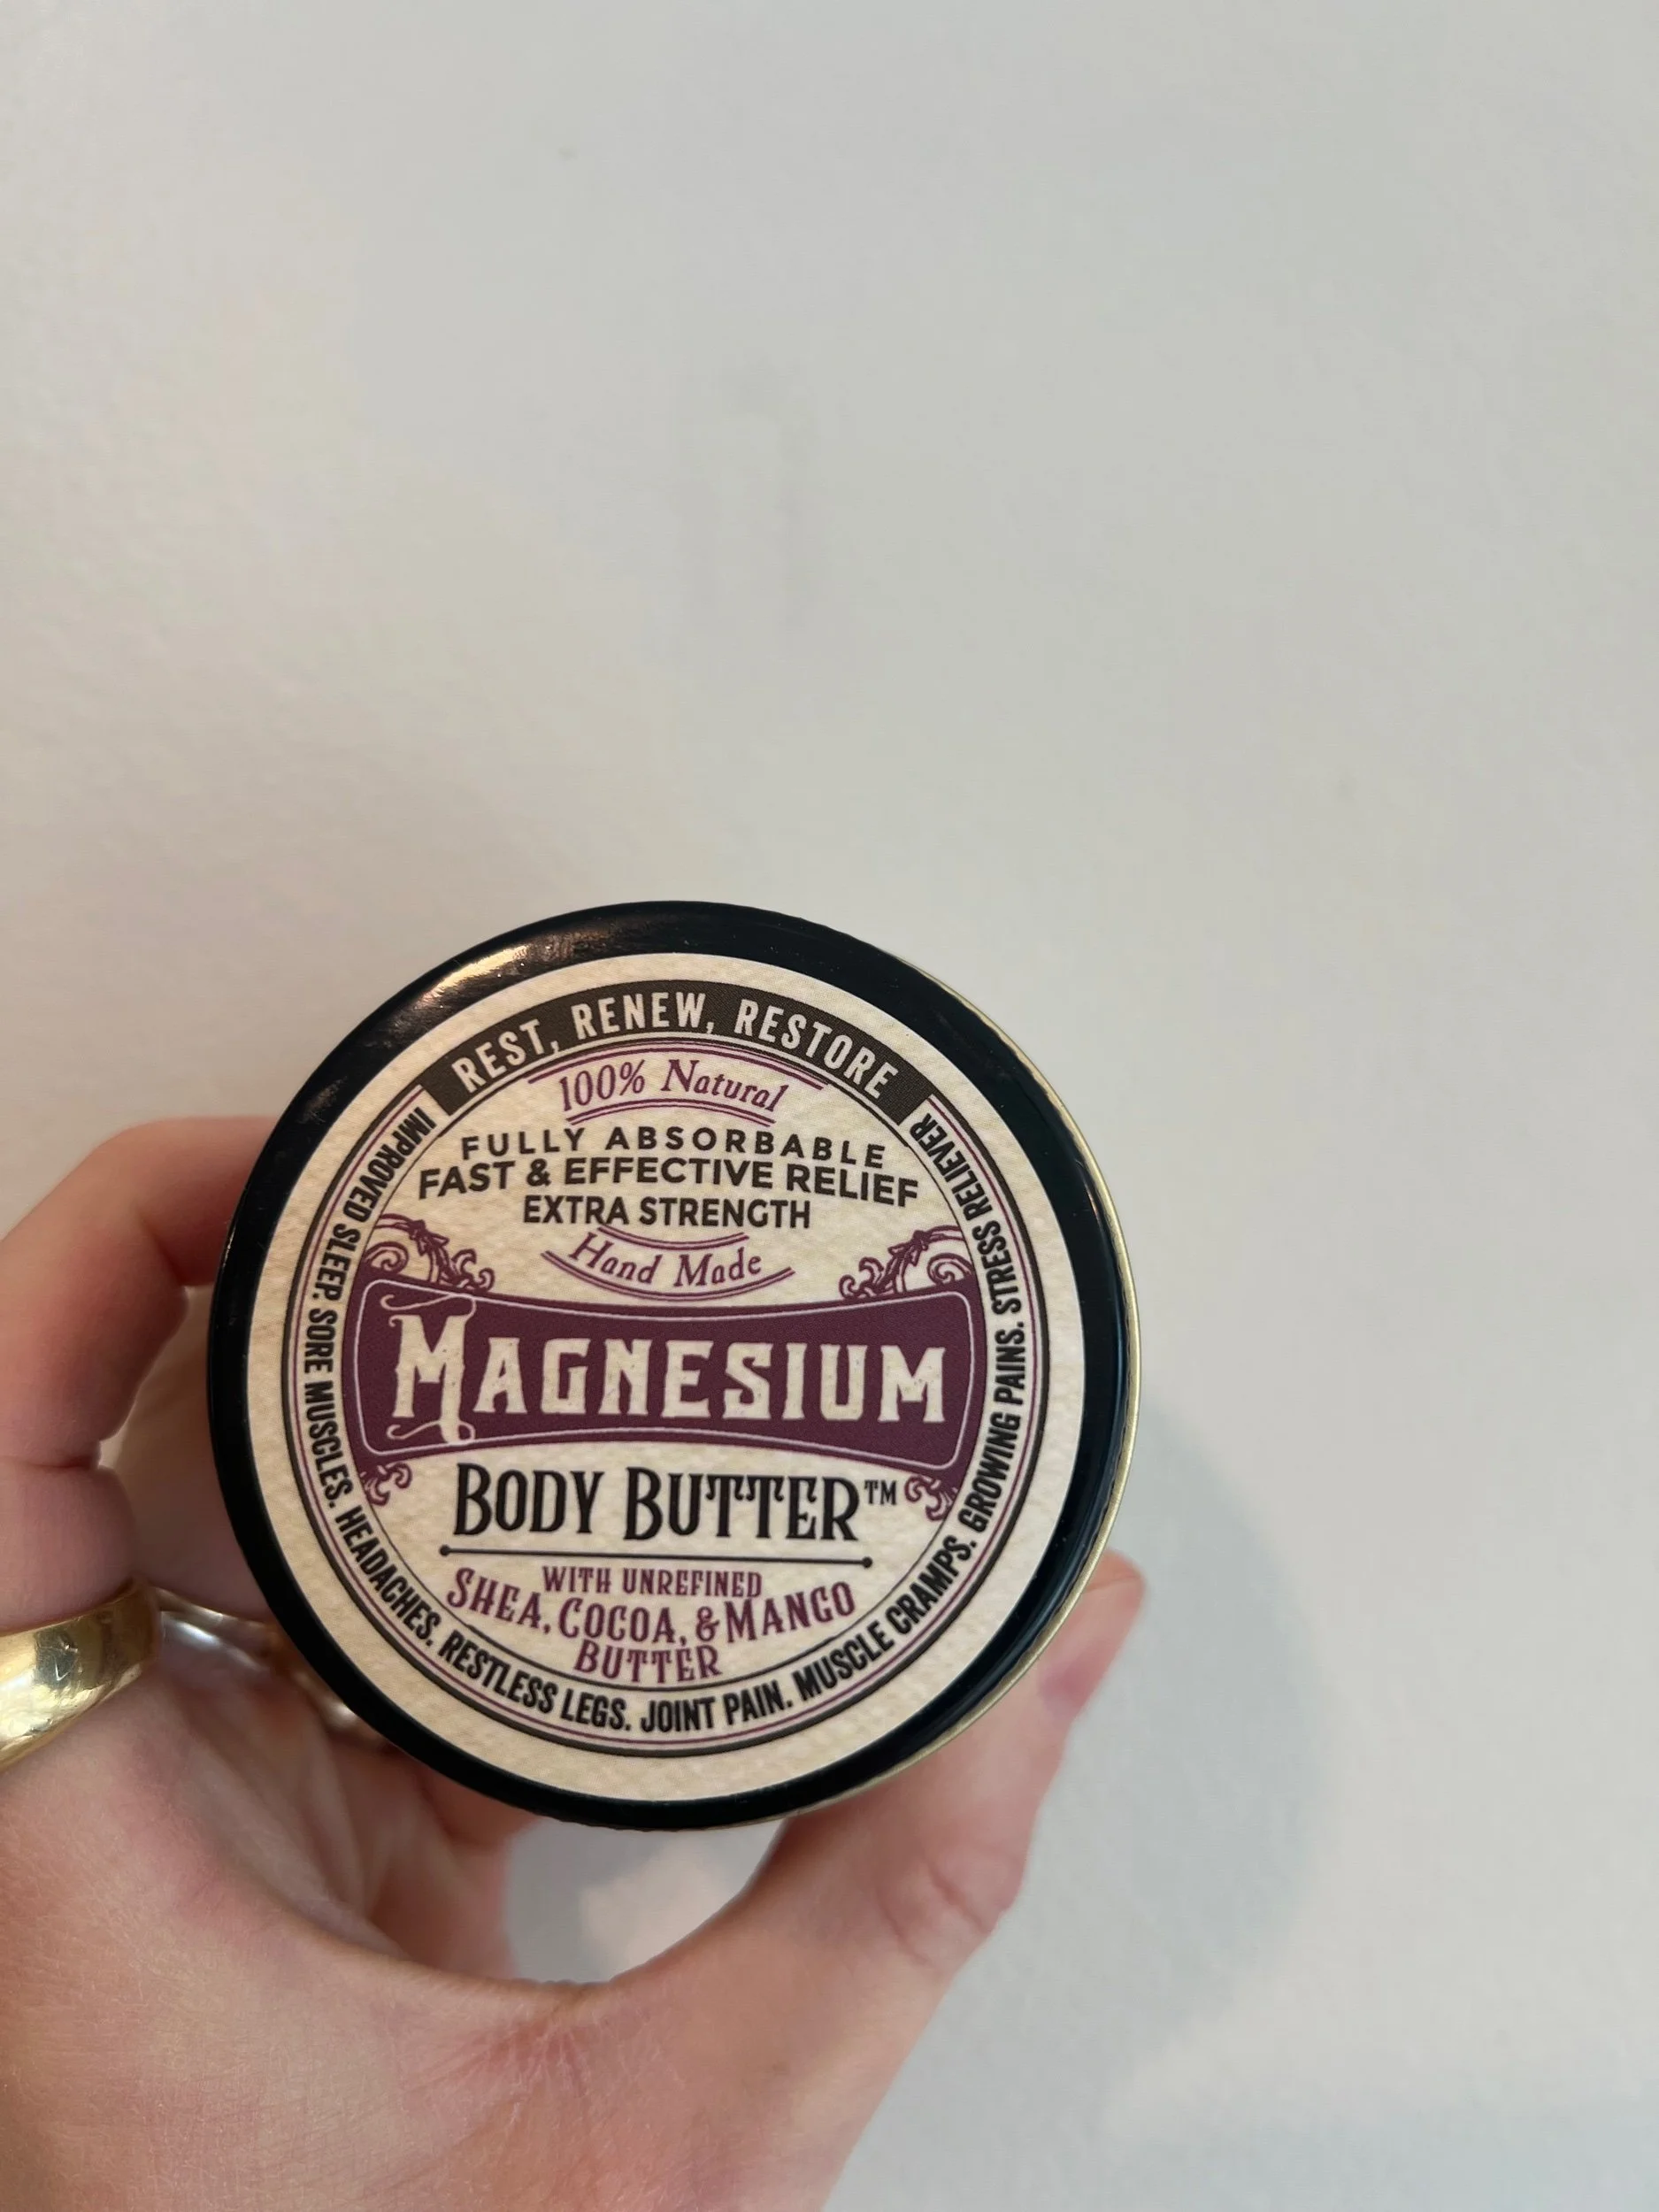 REST, RENEW, RESTORE
100% Natural
FULLY ABSORBABLE
FAST & EFFECTIVE RELIEF
EXTRA STRENGTH
Hand Made
MAGNESIUM
BODY BUTTER™
WITH UNREFINED
SHEA, COCOA, & MANGO
BUTTER
IMPROVED SLEEP. SORE MUSCLES. HEADACHES. RESTLESS LEGS. JOINT PAIN. MUSCLE CRAMPS. GROWING PAINS. STRESS RELIEVER